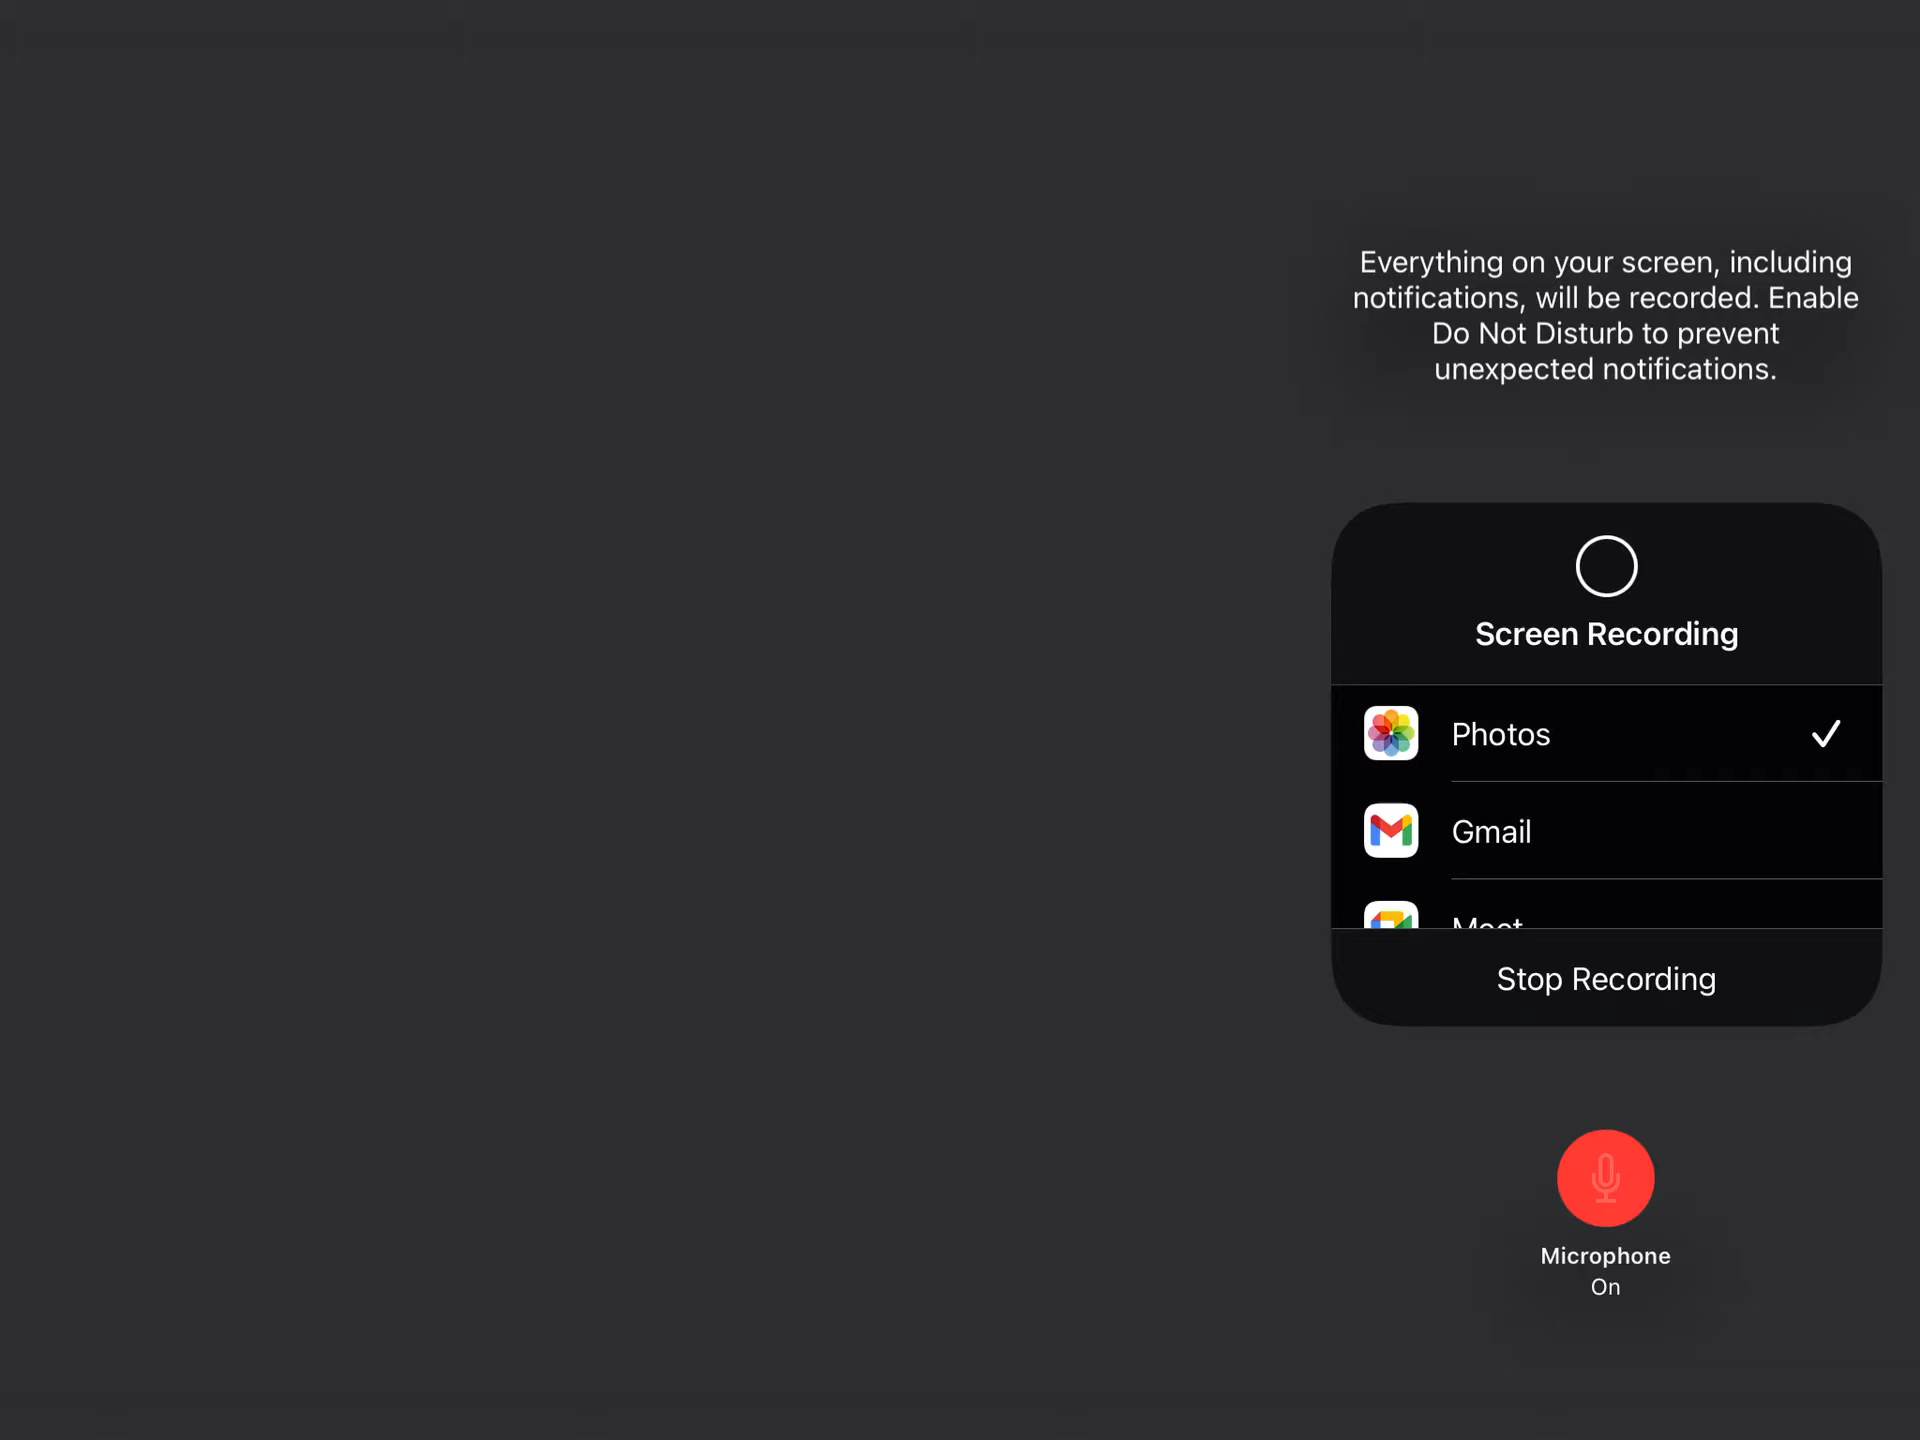 Everything on your screen, including
notifications, will be recorded. Enable
Do Not Disturb to prevent
unexpected notifications.
Screen Recording
Photos
Gmail
Meet
Stop Recording
Microphone
On